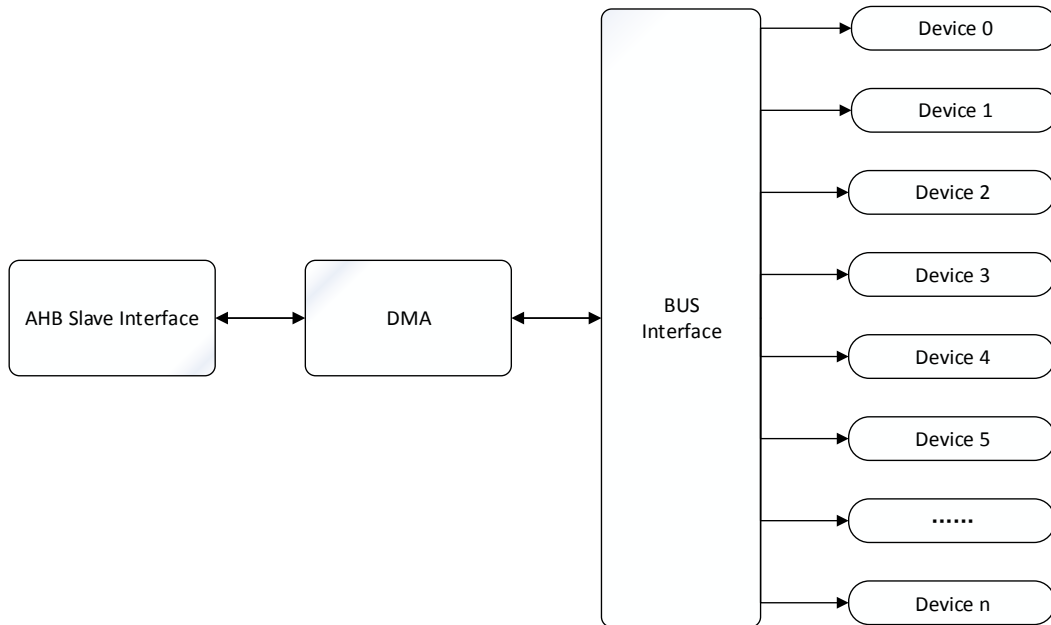 AHB Slave Interface
DMA
BUS
Interface
Device 0
Device 1
Device 2
Device 3
Device 4
Device 5
......
Device n